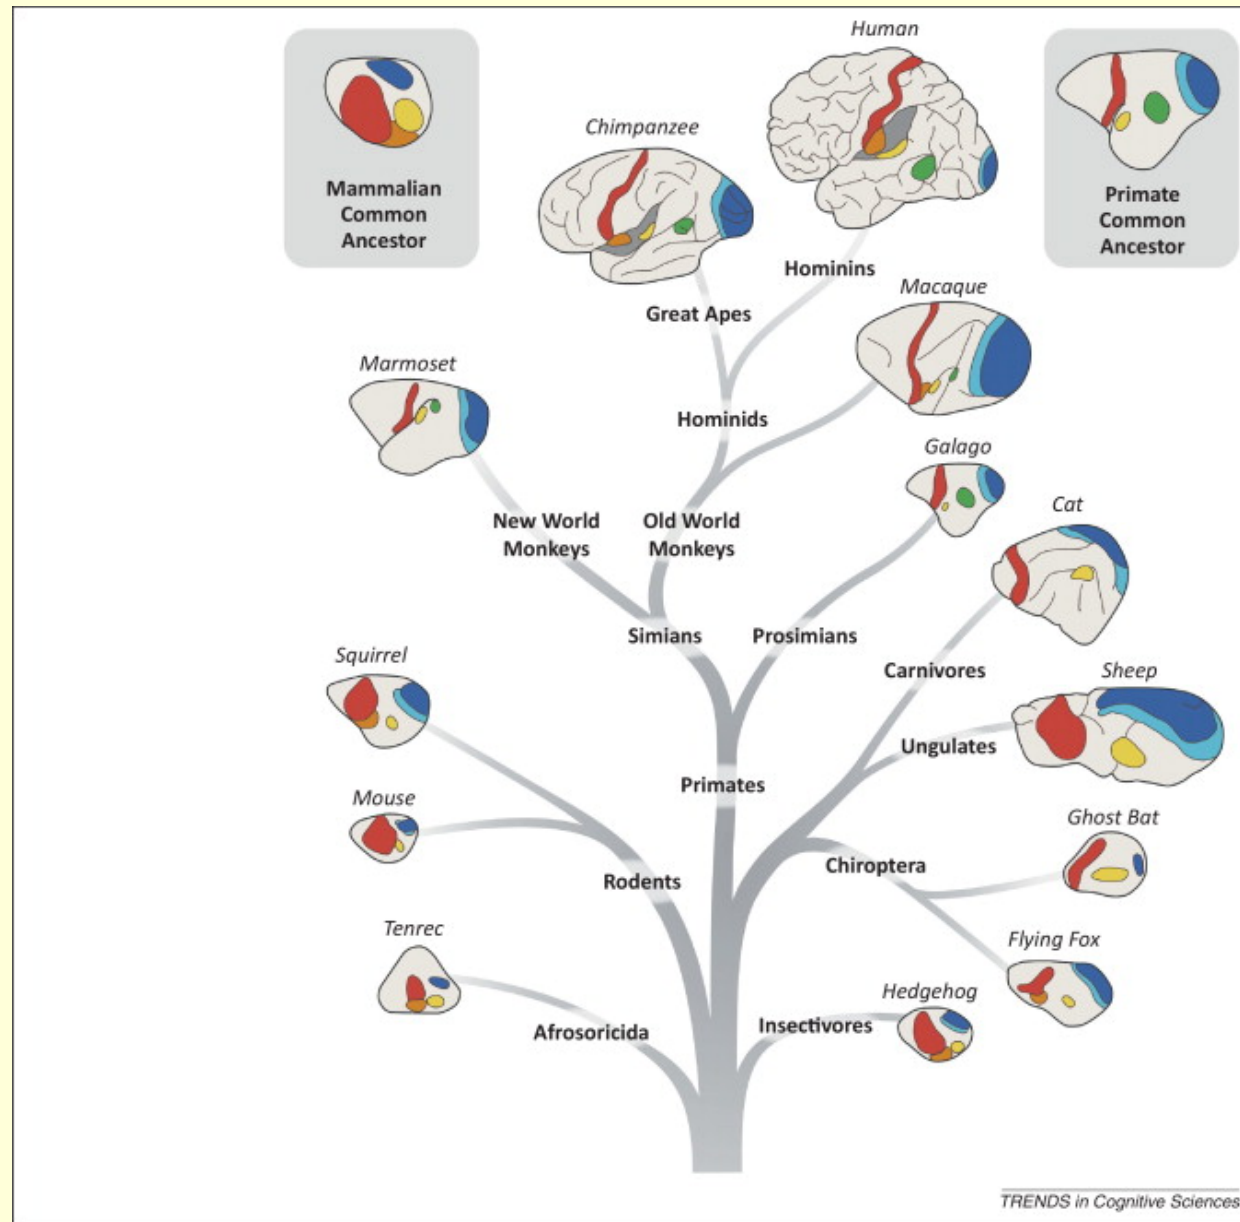 Human
Mammalian
Common
Ancestor
Chimpanzee
Primate
Common
Ancestor
Hominins
Great Apes
Macaque
Marmoset
Hominids
Galago
New World
Monkeys
Old World
Monkeys
Cat
Simians
Prosimians
Squirrel
Carnivores
Sheep
Ungulates
Mouse
Primates
Ghost Bat
Chiroptera
Rodents
Tenrec
Flying Fox
Hedgehog
Afrosoricida
Insectivores
TRENDS in Cognitive Sciences